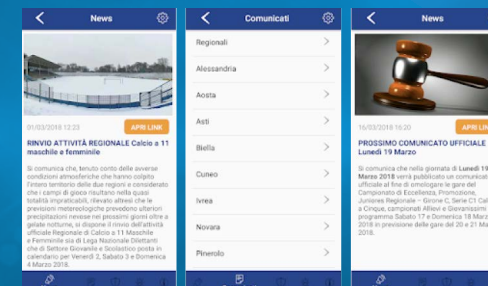 News
01/03/2018 12:23
APRI LINK
RINVIO ATTIVITÀ REGIONALE Calcio a 11
maschile e femminile
Si comunica che, tenuto conto delle avverse
condizioni atmosferiche che hanno colpito
l'intero territorio delle due regioni e considerato
che i campi di gioco risultano nella quasi
totalità impraticabili, rilevato altresì che le
previsioni metereologiche prevedono ulteriori
precipitazioni nevose nei prossimi giorni oltre a
gelate notturne, si dispone il rinvio dell'attività
ufficiale Regionale di Calcio a 11 Maschile
e Femminile sia di Lega Nazionale Dilettanti
che di Settore Giovanile e Scolastico posta in
calendario per Venerdì 2, Sabato 3 e Domenica
4 Marzo 2018.
Comunicati
Regionali
Alessandria
Aosta
Asti
Biella
Cuneo
Ivrea
Novara
Pinerolo
News
16/03/2018 16:20
APRI LIN
PROSSIMO COMUNICATO UFFICIALE
Lunedì 19 Marzo
Si comunica che nella giornata di Lunedì 19
Marzo 2018 verrà pubblicato un comunicat
ufficiale al fine di omologare le gare del
Campionato di Eccellenza, Promozione,
Juniores Regionale – Girone C, Serie C1 Cal
a Cinque, campionati Allievi e Giovanissimi
programma Sabato 17 e Domenica 18 Marz
2018 in previsione delle gare del 20 e 21 Ma
2018.